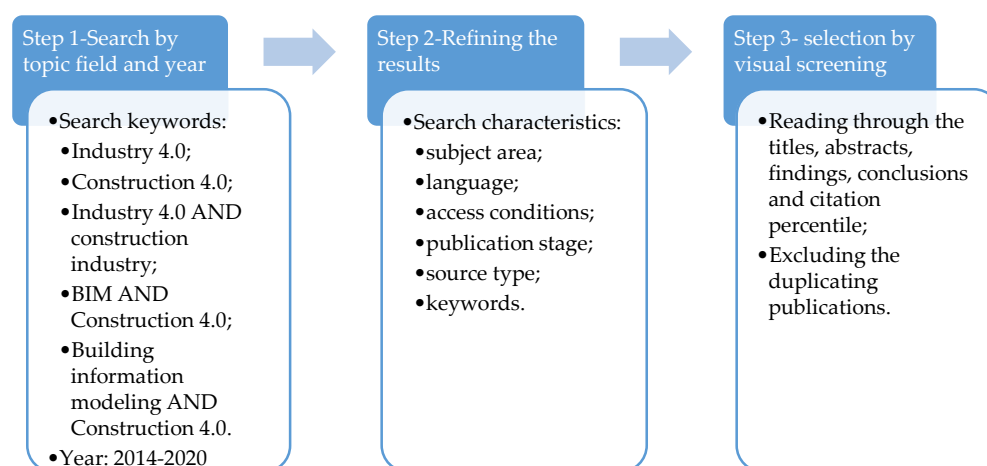 Step 1-Search by
topic field and year
•Search keywords:
•Industry 4.0;
•Construction 4.0;
•Industry 4.0 AND
construction
industry;
•BIM AND
Construction 4.0;
•Building
information
modeling AND
Construction 4.0.
•Year: 2014-2020
Step 2-Refining the
results
•Search characteristics:
•subject area;
•language;
•access conditions;
•publication stage;
•source type;
•keywords.
Step 3- selection by
visual screening
•Reading through the
titles, abstracts,
findings, conclusions
and citation
percentile;
•Excluding the
duplicating
publications.